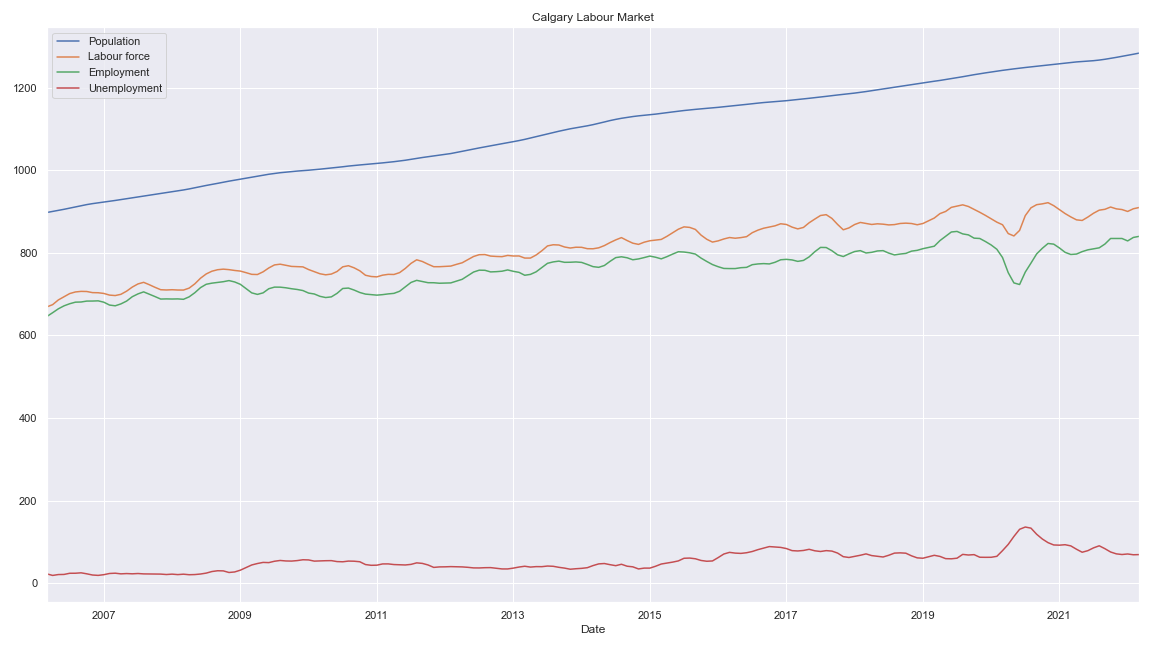 Calgary Labour Market
Population
Labour force
Employment
Unemployment
1200
1000
800
600
400
200
0
2007 2009 2011 2013 2015 2017 2019 2021
Date